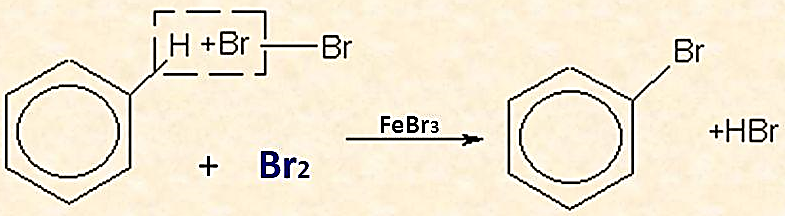 H +Br Br
+ Br₂
FeBr₃
Br
+HBr